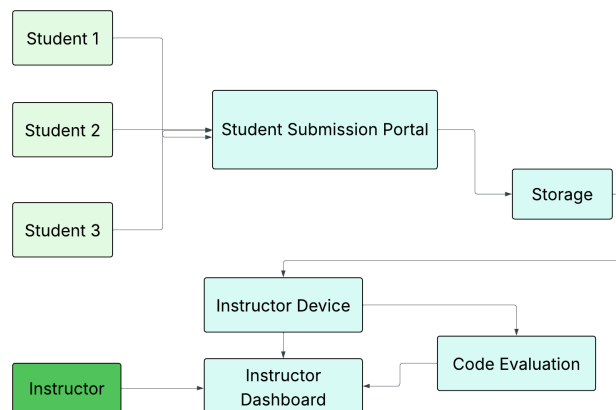 Student 1
Student 2
Student Submission Portal
Storage
Student 3
Instructor Device
Code Evaluation
Instructor
Instructor
Dashboard